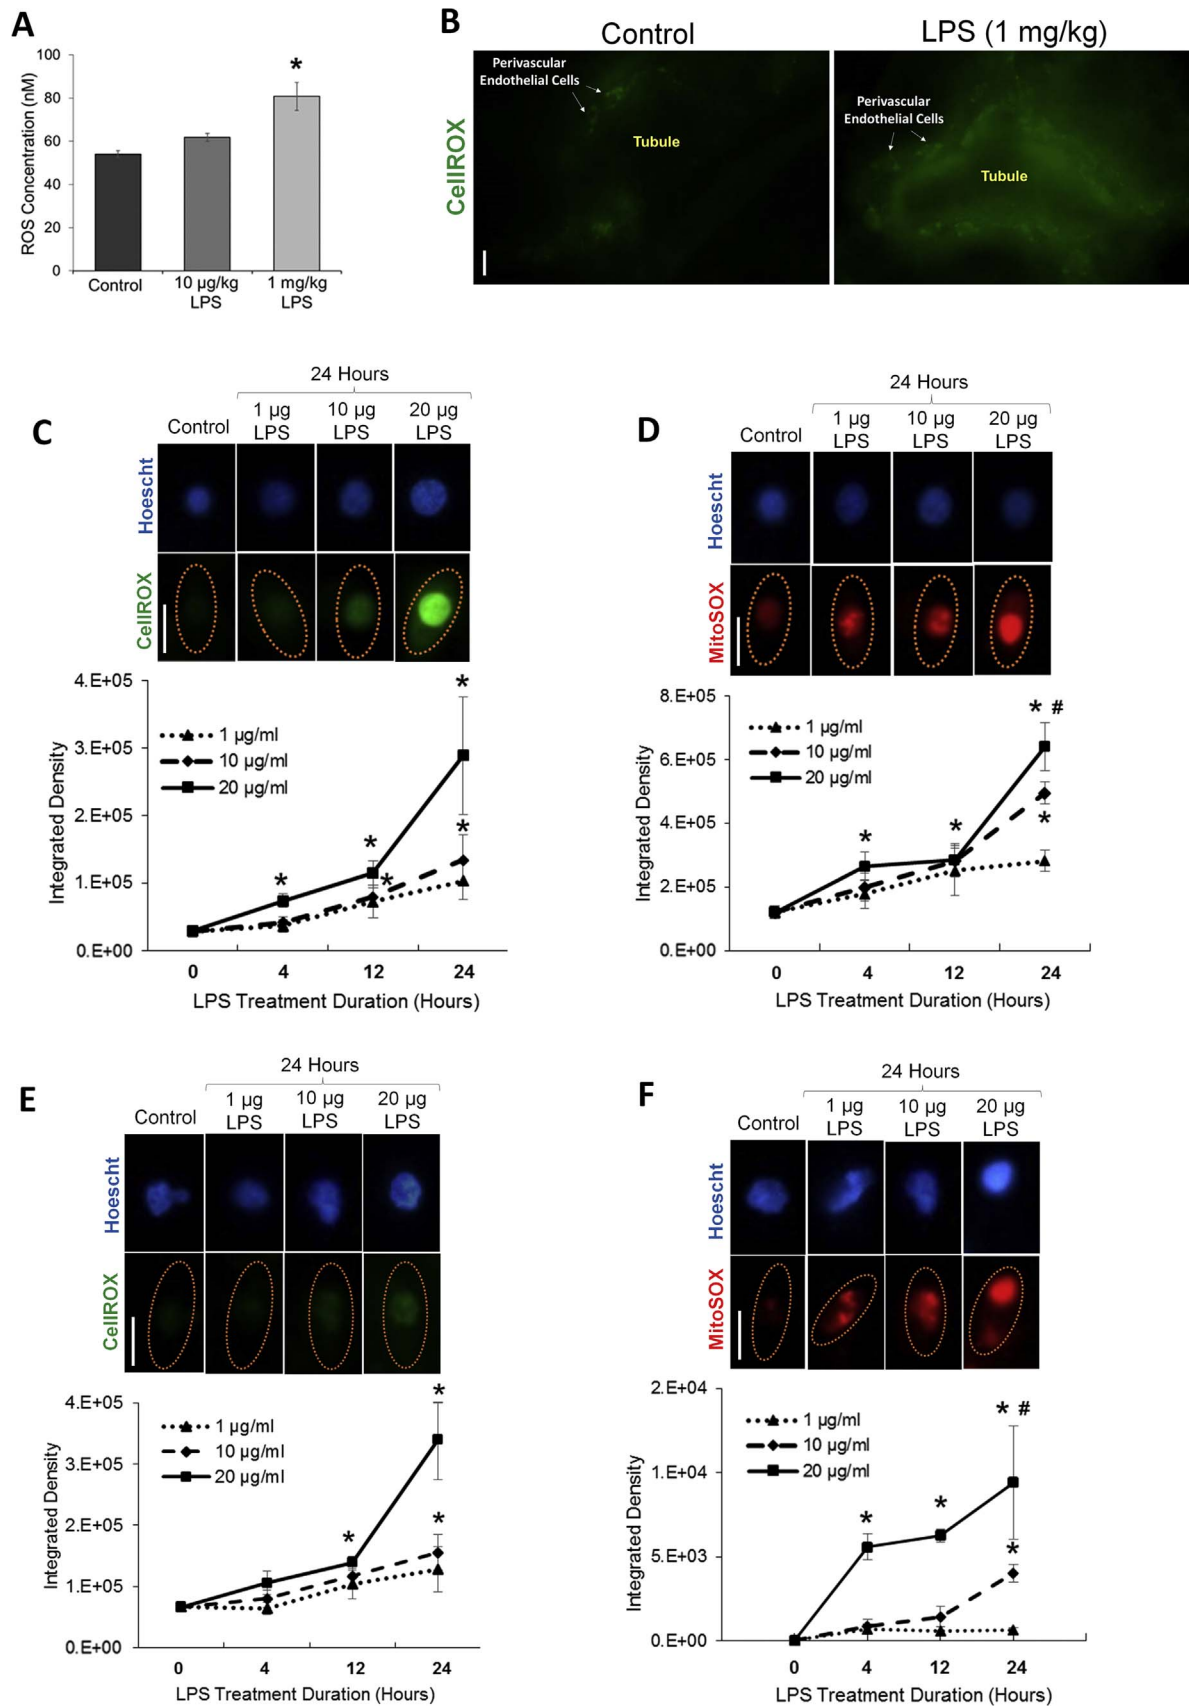 A
ROS Concentration (nM)
100
80
60
40
20
0
*
Control
10 µg/kg
LPS
1 mg/kg
LPS
B
Control
LPS (1 mg/kg)
CellROX
Perivascular
Endothelial Cells
Tubule
Perivascular
Endothelial Cells
Tubule
C
24 Hours
Control
1 µg
LPS
10 µg
LPS
20 µg
LPS
Hoescht
CellROX
Integrated Density
4.E+05
3.E+05
2.E+05
1.E+05
0.E+00
1 µg/ml
10 µg/ml
20 µg/ml
*
*
*
*
*
0 4 12 24
LPS Treatment Duration (Hours)
D
24 Hours
Control
1 µg
LPS
10 µg
LPS
20 µg
LPS
Hoescht
MitoSOX
Integrated Density
8.E+05
6.E+05
4.E+05
2.E+05
0.E+00
1 µg/ml
10 µg/ml
20 µg/ml
* #
*
*
*
0 4 12 24
LPS Treatment Duration (Hours)
E
24 Hours
Control
1 µg
LPS
10 µg
LPS
20 µg
LPS
Hoescht
CellROX
Integrated Density
4.E+05
3.E+05
2.E+05
1.E+05
0.E+00
1 µg/ml
10 µg/ml
20 µg/ml
*
*
*
0 4 12 24
LPS Treatment Duration (Hours)
F
24 Hours
Control
1 µg
LPS
10 µg
LPS
20 µg
LPS
Hoescht
MitoSOX
Integrated Density
2.E+04
1.E+04
5.E+03
0.E+00
1 µg/ml
10 µg/ml
20 µg/ml
* #
*
*
*
0 4 12 24
LPS Treatment Duration (Hours)